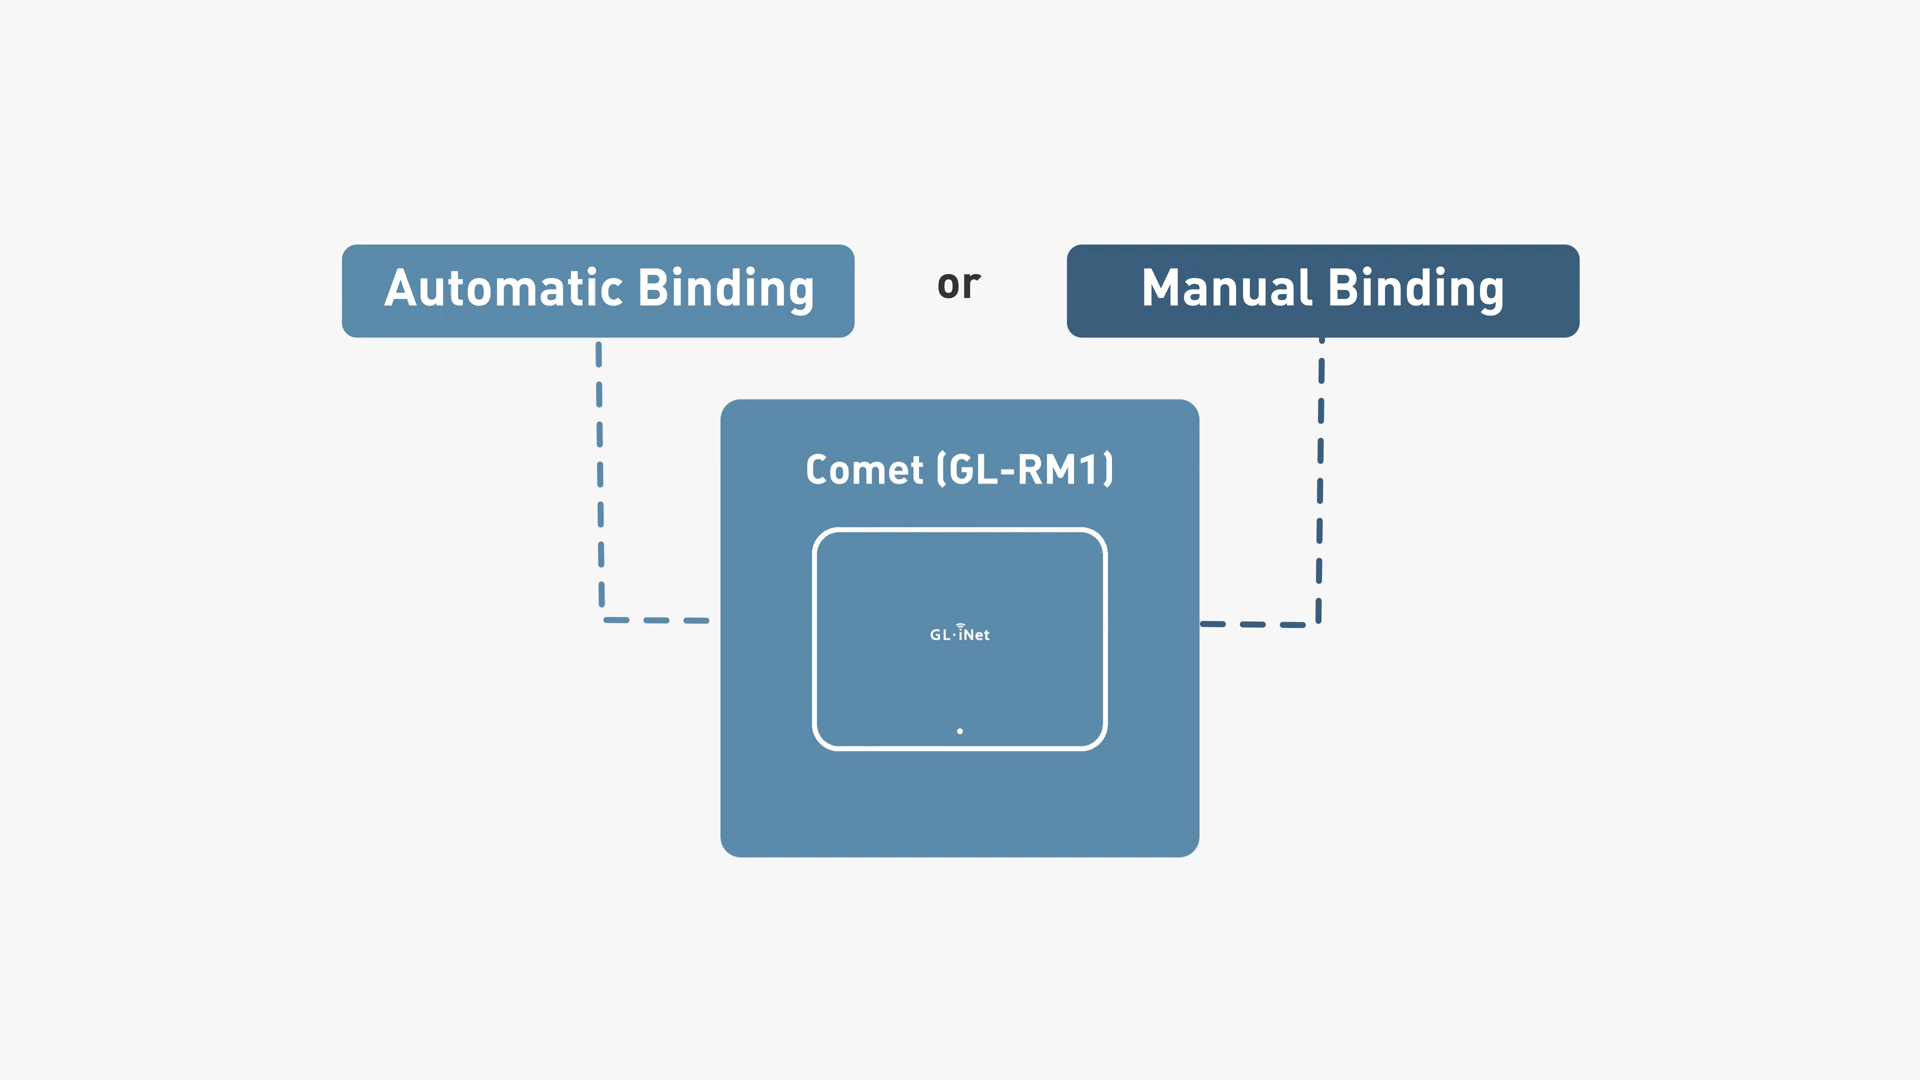 Automatic Binding
or
Manual Binding
Comet (GL-RM1)
GL·iNet